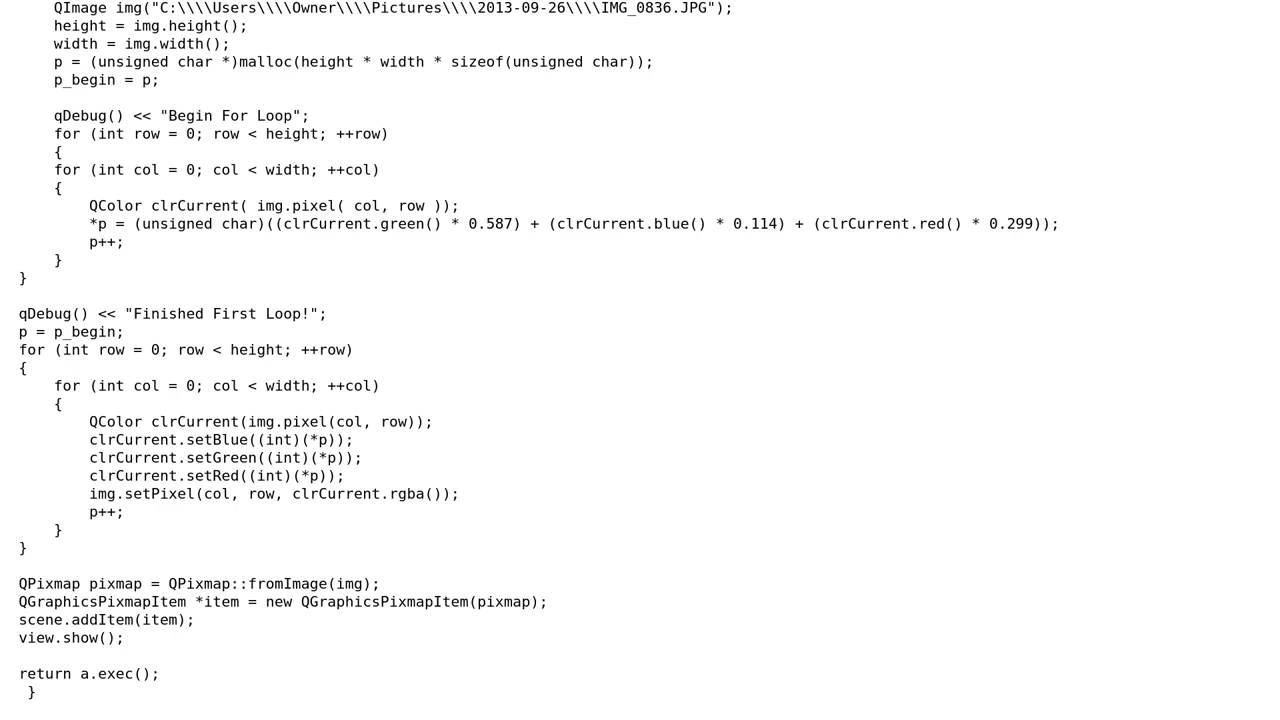 QImage img("C:\\\\Users\\\\Owner\\\\Pictures\\\\2013-09-26\\\\IMG_0836.JPG");
height = img.height();
width = img.width();
p = (unsigned char *)malloc(height * width * sizeof(unsigned char));
p_begin = p;
qDebug() << "Begin For Loop";
for (int row = 0; row < height; ++row)
{
for (int col = 0; col < width; ++col)
{
QColor clrCurrent( img.pixel( col, row ));
*p = (unsigned char)((clrCurrent.green() * 0.587) + (clrCurrent.blue() * 0.114) + (clrCurrent.red() * 0.299));
p++;
}
}
qDebug() << "Finished First Loop!";
p = p_begin;
for (int row = 0; row < height; ++row)
{
for (int col = 0; col < width; ++col)
{
QColor clrCurrent(img.pixel(col, row));
clrCurrent.setBlue((int)(*p));
clrCurrent.setGreen((int)(*p));
clrCurrent.setRed((int)(*p));
img.setPixel(col, row, clrCurrent.rgba());
p++;
}
}
QPixmap pixmap = QPixmap::fromImage(img);
QGraphicsPixmapItem *item = new QGraphicsPixmapItem(pixmap);
scene.addItem(item);
view.show();
return a.exec();
}